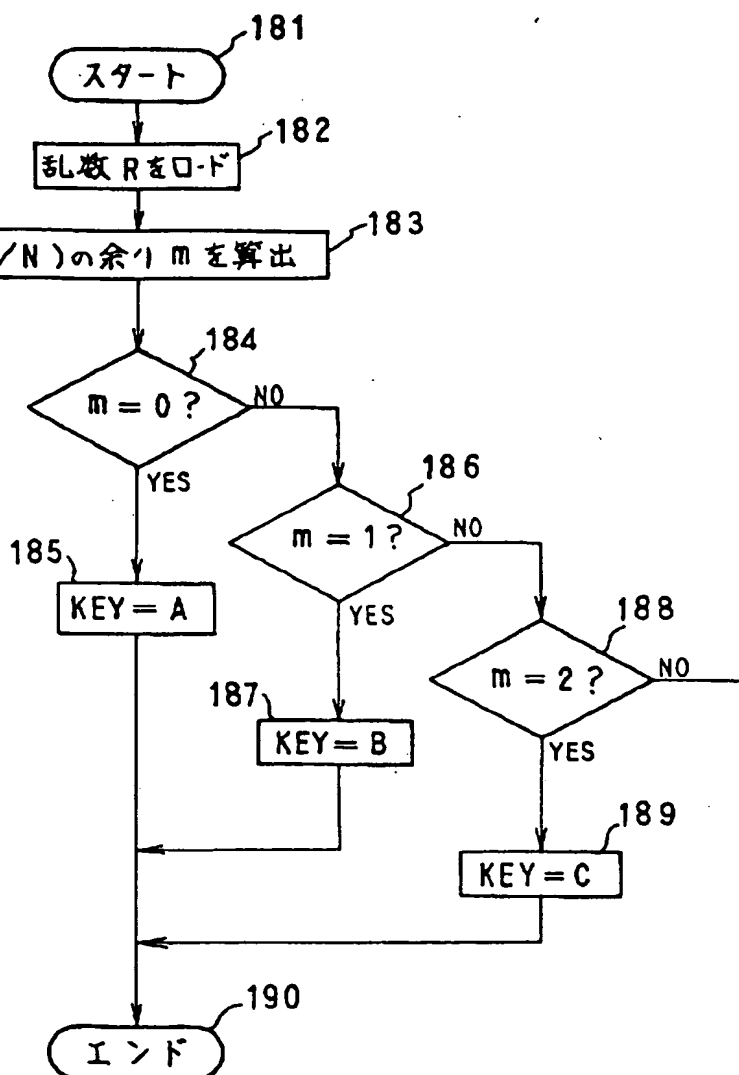 181
スタート
182
乱数 R をロード
183
/N)の余り m を算出
184
m = 0 ?
NO
YES
186
m = 1 ?
NO
YES
185
KEY = A
188
m = 2 ?
NO
YES
187
KEY = B
189
KEY = C
190
エンド